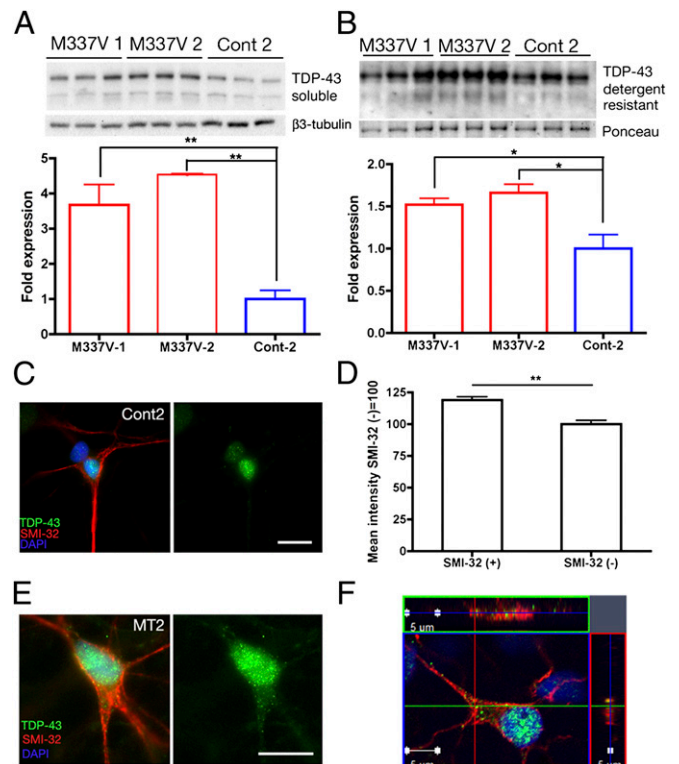 A
M337V 1 M337V 2 Cont 2
TDP-43
soluble
β3-tubulin
** 
**
Fold expression
5
4
3
2
1
0
M337V-1 M337V-2 Cont-2
B
M337V 1 M337V 2 Cont 2
TDP-43
detergent
resistant
Ponceau
*
*
Fold expression
2.0
1.5
1.0
0.5
0.0
M337V-1 M337V-2 Cont-2
C
Cont2
TDP-43
SMI-32
DAPI
D
**
Mean intensity SMI-32 (-)=100
125
100
75
50
25
0
SMI-32 (+) SMI-32 (-)
E
MT2
TDP-43
SMI-32
DAPI
F
5 μm
5 μm
5 μm